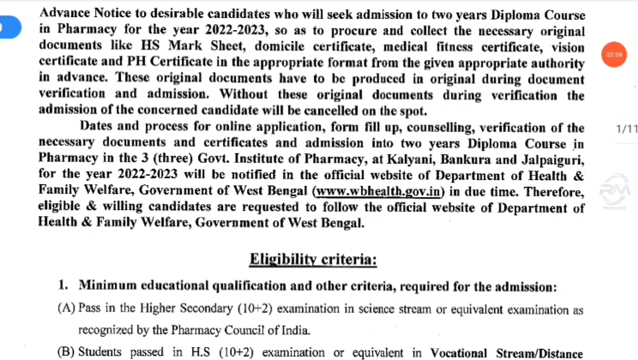 Advance Notice to desirable candidates who will seek admission to two years Diploma Course
in Pharmacy for the year 2022-2023, so as to procure and collect the necessary original
documents like HS Mark Sheet, domicile certificate, medical fitness certificate, vision
certificate and PH Certificate in the appropriate format from the given appropriate authority
in advance. These original documents have to be produced in original during document
verification and admission. Without these original documents during verification the
admission of the concerned candidate will be cancelled on the spot.
Dates and process for online application, form fill up, counselling, verification of the
necessary documents and certificates and admission into two years Diploma Course in
Pharmacy in the 3 (three) Govt. Institute of Pharmacy, at Kalyani, Bankura and Jalpaiguri,
for the year 2022-2023 will be notified in the official website of Department of Health &
Family Welfare, Government of West Bengal (www.wbhealth.gov.in) in due time. Therefore,
eligible & willing candidates are requested to follow the official website of Department of
Health & Family Welfare, Government of West Bengal.
1/11
RM
Eligibility criteria:
1. Minimum educational qualification and other criteria, required for the admission:
(A) Pass in the Higher Secondary (10+2) examination in science stream or equivalent examination as
recognized by the Pharmacy Council of India.
(B) Students passed in H.S (10+2) examination or equivalent in Vocational Stream/Distance